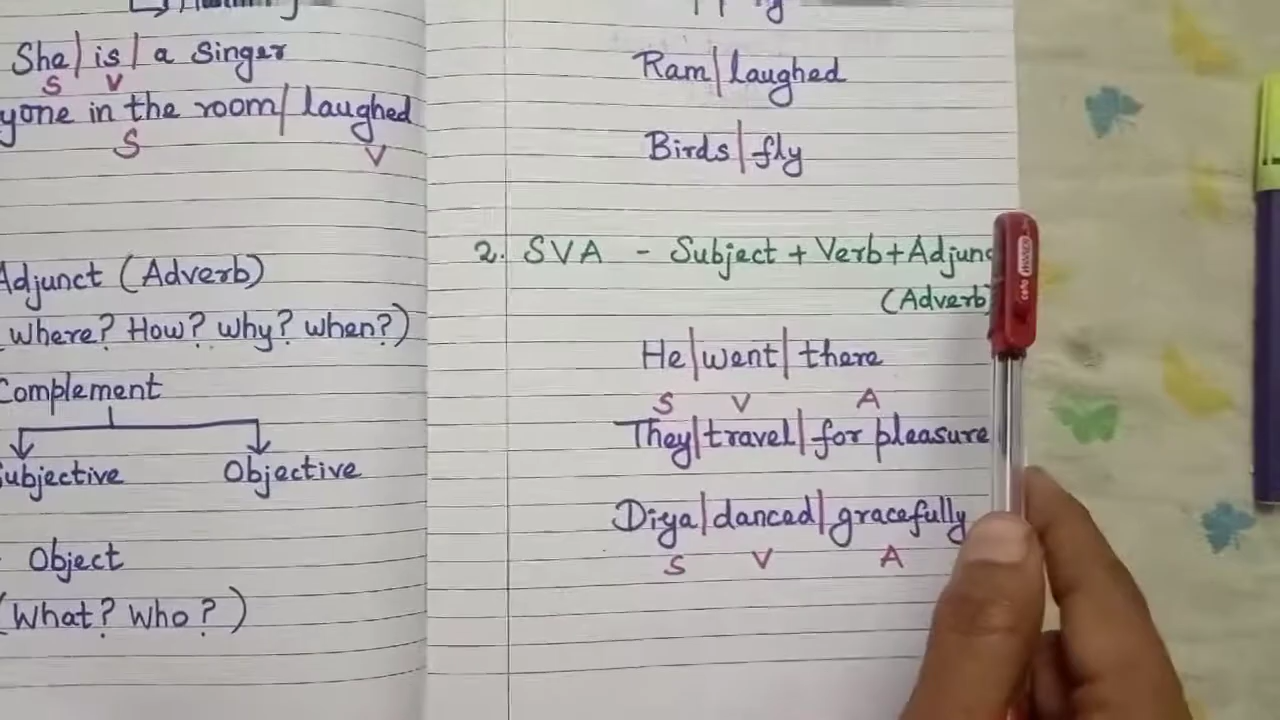 She| is| a Singer
S V
yone in the room| laughed
S V
Adjunct (Adverb)
(where? How? why? when?)
Complement
ubjective Objective
Object
(What? Who?)
Ram|laughed
Birds|fly
2. SVA - Subject + Verb+Adjunc
(Adverb)
He|went| there
S V A
They|travel| for pleasure
Diya|danced|gracefully
S V A